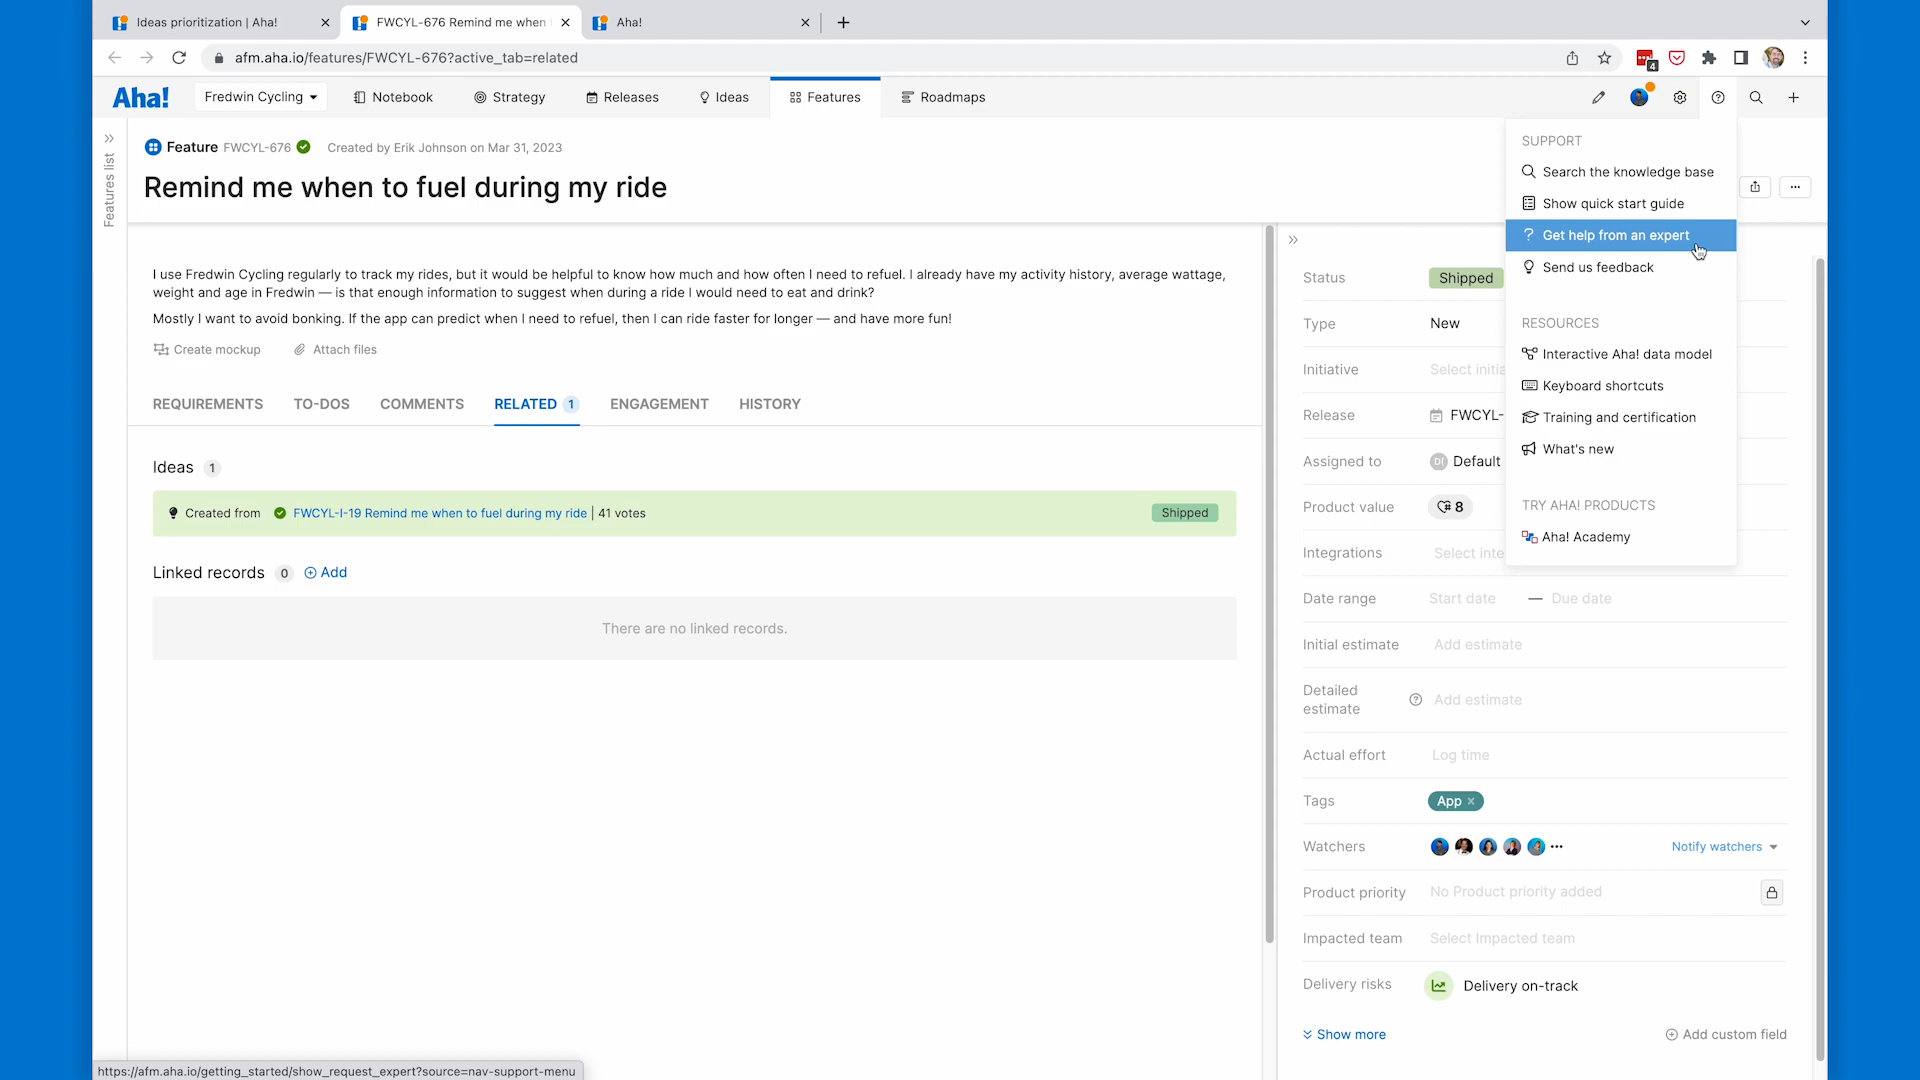 Ideas prioritization | Aha!
FWCYL-676 Remind me when
Aha!
afm.aha.io/features/FWCYL-676?active_tab=related
4
Aha!
Fredwin Cycling
Notebook
Strategy
Releases
Ideas
Features
Roadmaps
Features list
Feature FWCYL-676
Created by Erik Johnson on Mar 31, 2023
Remind me when to fuel during my ride
I use Fredwin Cycling regularly to track my rides, but it would be helpful to know how much and how often I need to refuel. I already have my activity history, average wattage,
weight and age in Fredwin — is that enough information to suggest when during a ride I would need to eat and drink?
Mostly I want to avoid bonking. If the app can predict when I need to refuel, then I can ride faster for longer — and have more fun!
Create mockup
Attach files
REQUIREMENTS
TO-DOS
COMMENTS
RELATED 1
ENGAGEMENT
HISTORY
Ideas 1
Created from FWCYL-I-19 Remind me when to fuel during my ride | 41 votes
Shipped
Linked records 0 Add
There are no linked records.
SUPPORT
Search the knowledge base
Show quick start guide
Get help from an expert
Send us feedback
RESOURCES
Interactive Aha! data model
Keyboard shortcuts
Training and certification
What's new
TRY AHA! PRODUCTS
Aha! Academy
Status Shipped
Type New
Initiative Select initia
Release FWCYL-
Assigned to Default
Product value 8
Integrations Select inte
Date range Start date — Due date
Initial estimate Add estimate
Detailed
estimate
Add estimate
Actual effort Log time
Tags App
Watchers
Notify watchers
Product priority No Product priority added
Impacted team Select Impacted team
Delivery risks Delivery on-track
Show more
Add custom field
https://afm.aha.io/getting_started/show_request_expert?source=nav-support-menu